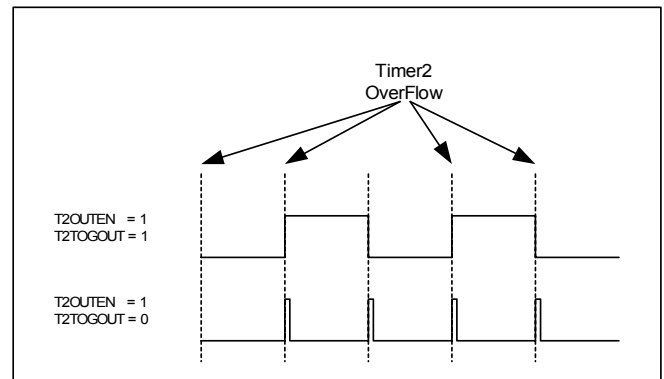 Timer2
OverFlow
T2OUTEN = 1
T2TOGOUT = 1
T2OUTEN = 1
T2TOGOUT = 0